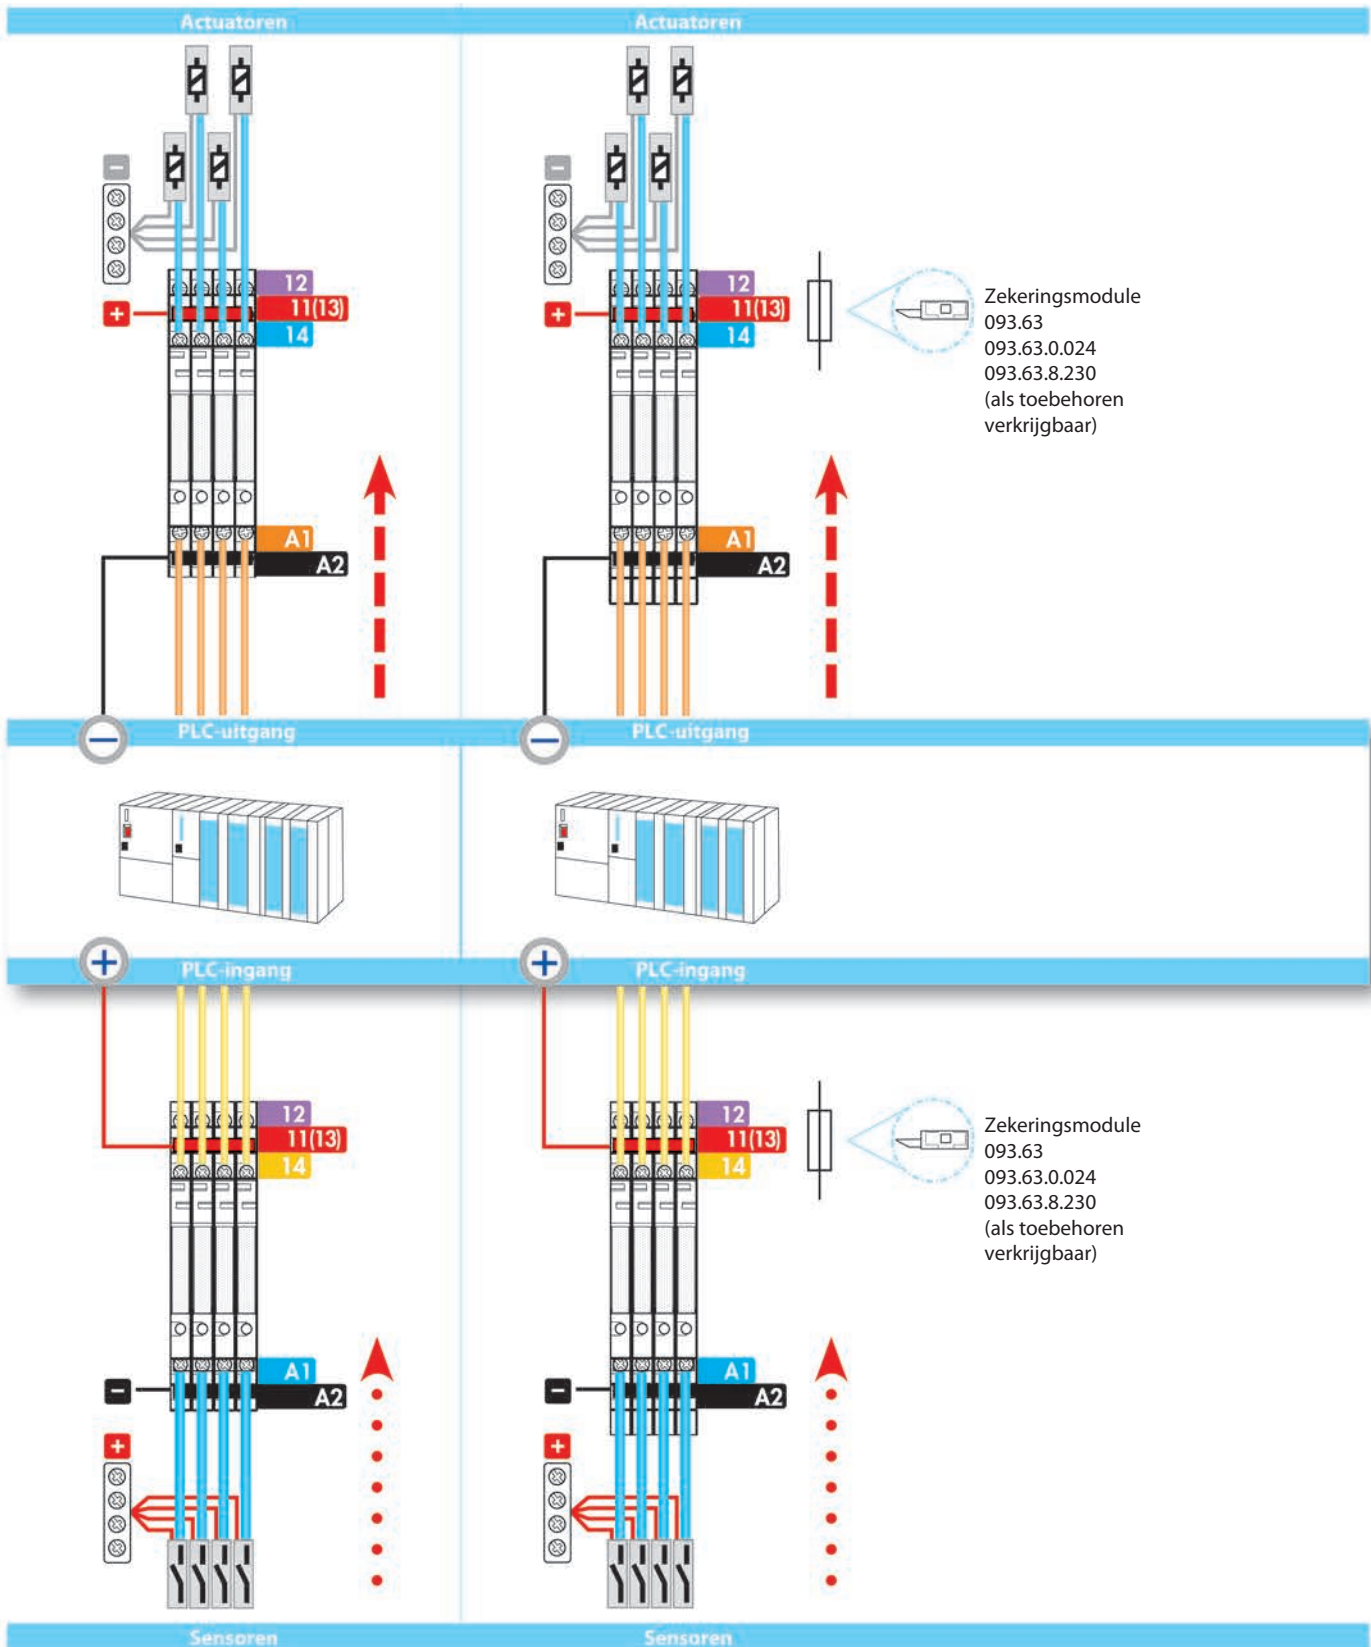 Actuatoren
Actuatoren
12
11(13)
14
12
11(13)
14
Zekeringsmodule
093.63
093.63.0.024
093.63.8.230
(als toebehoren
verkrijgbaar)
A1
A2
A1
A2
PLC-uitgang
PLC-uitgang
PLC-ingang
PLC-ingang
12
11(13)
14
12
11(13)
14
Zekeringsmodule
093.63
093.63.0.024
093.63.8.230
(als toebehoren
verkrijgbaar)
A1
A2
A1
A2
Sensoren
Sensoren